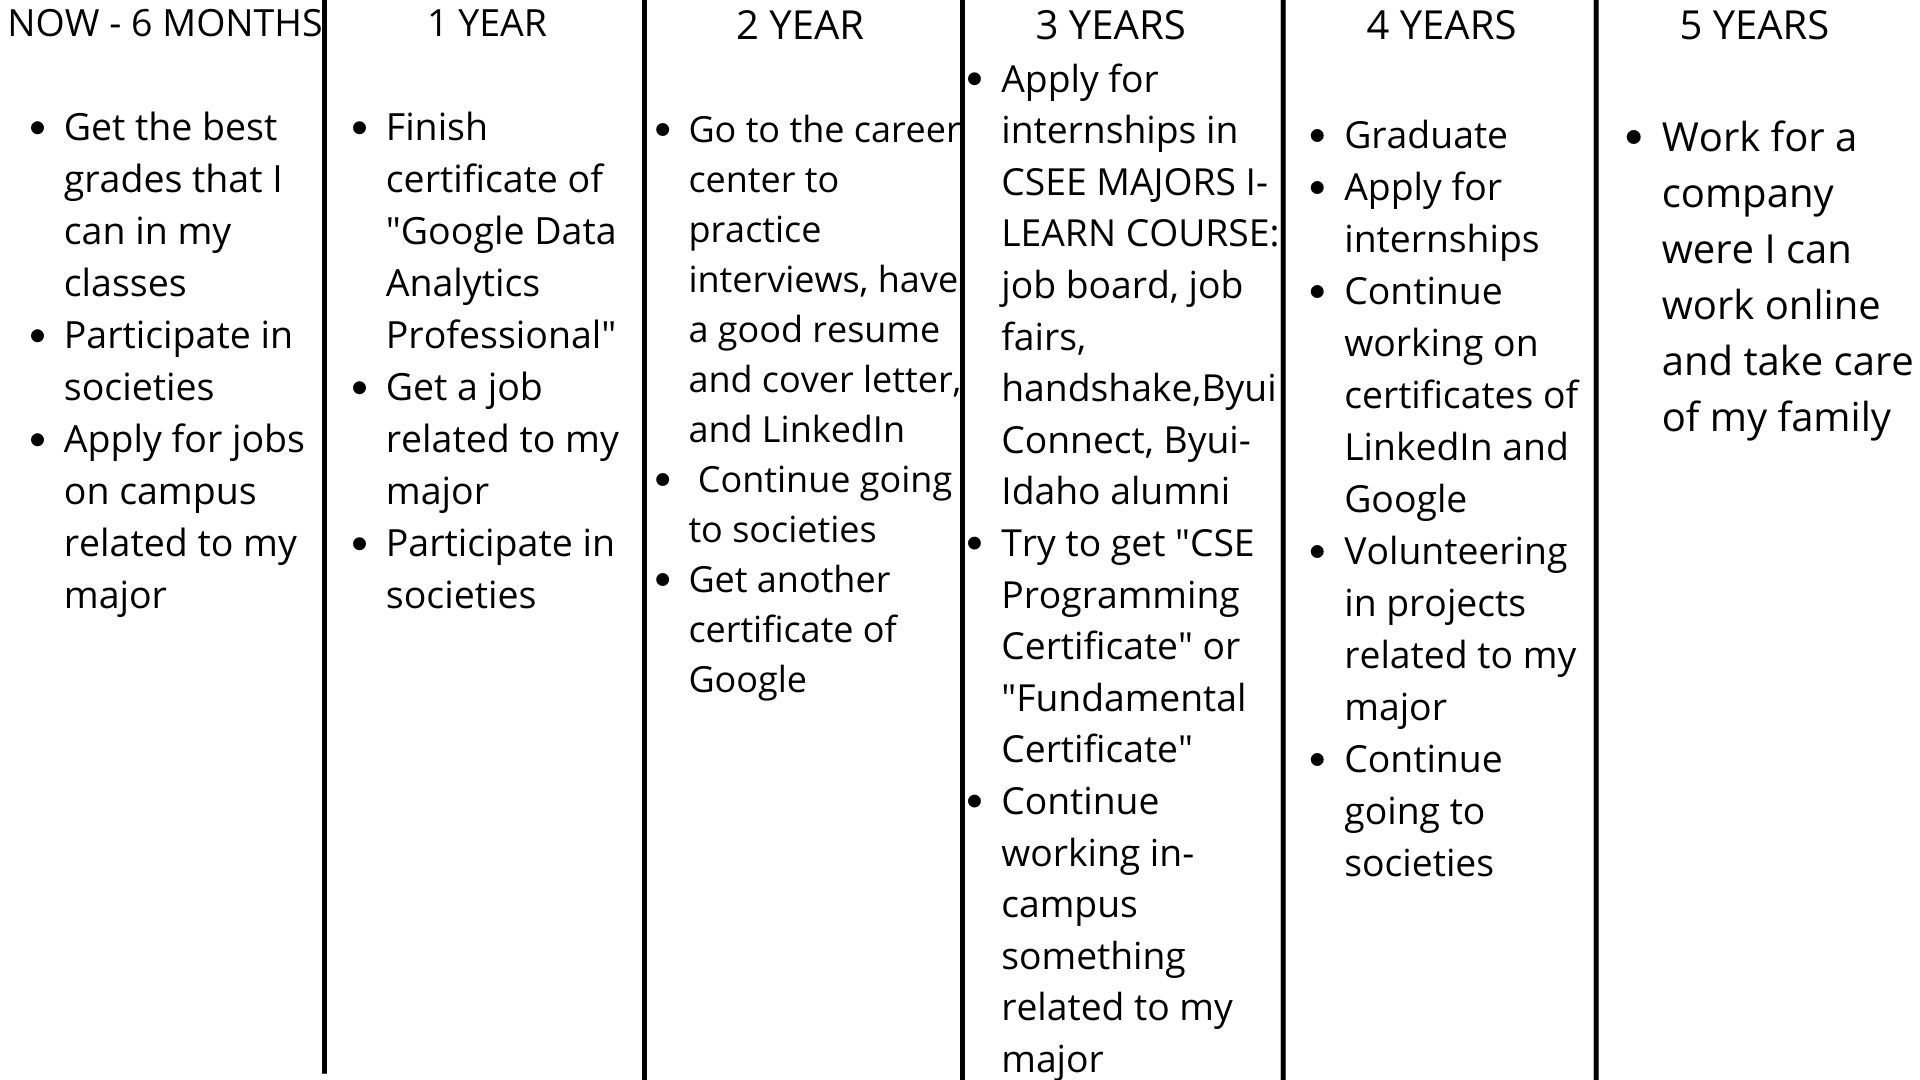 NOW - 6 MONTHS
• Get the best
grades that I
can in my
classes
• Participate in
societies
• Apply for jobs
on campus
related to my
major
1 YEAR
• Finish
certificate of
"Google Data
Analytics
Professional"
• Get a job
related to my
major
• Participate in
societies
2 YEAR
• Go to the career
center to
practice
interviews, have
a good resume
and cover letter,
and LinkedIn
• Continue going
to societies
• Get another
certificate of
Google
3 YEARS
• Apply for
internships in
CSEE MAJORS I-
LEARN COURSE:
job board, job
fairs,
handshake,Byui
Connect, Byui-
Idaho alumni
• Try to get "CSE
Programming
Certificate" or
"Fundamental
Certificate"
• Continue
working in-
campus
something
related to my
major
4 YEARS
• Graduate
• Apply for
internships
• Continue
working on
certificates of
LinkedIn and
Google
• Volunteering
in projects
related to my
major
• Continue
going to
societies
5 YEARS
• Work for a
company
were I can
work online
and take care
of my family